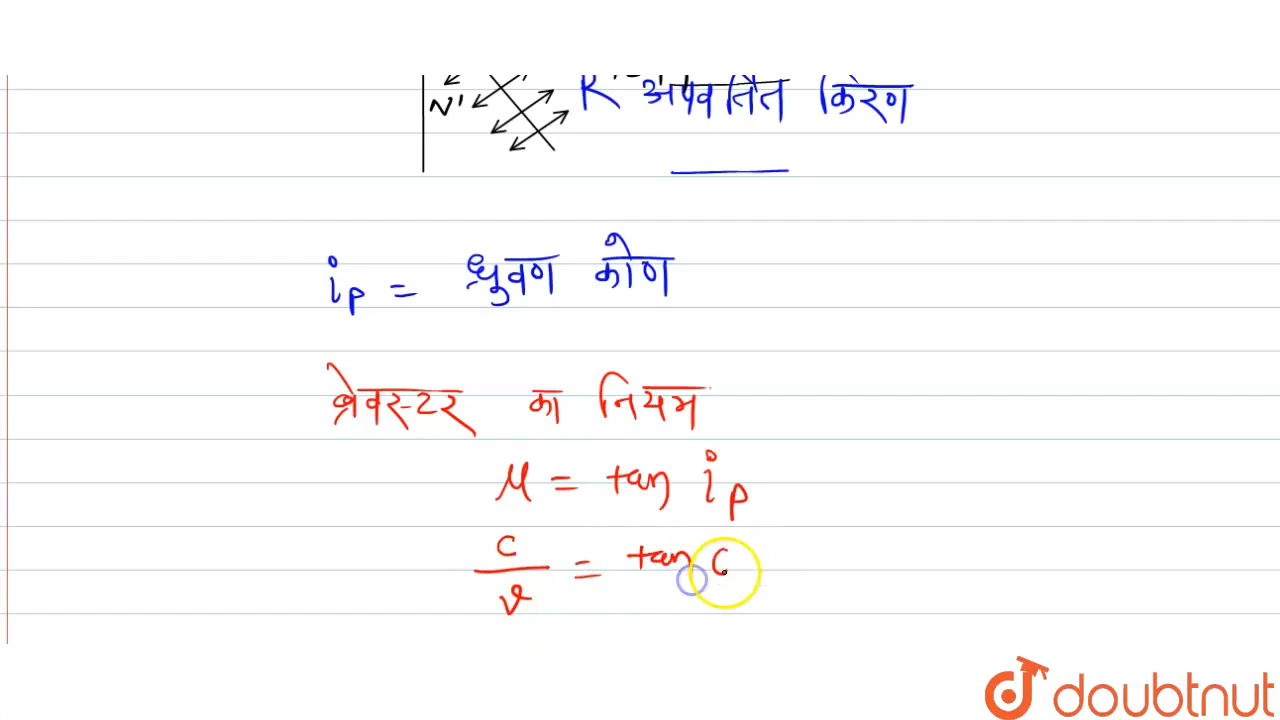 N' K अपवर्तित किरण
ip = ध्रुवण कोण
ब्रेवस्टर का नियम
μ = tan ip
c/v = tan C
doubtnut